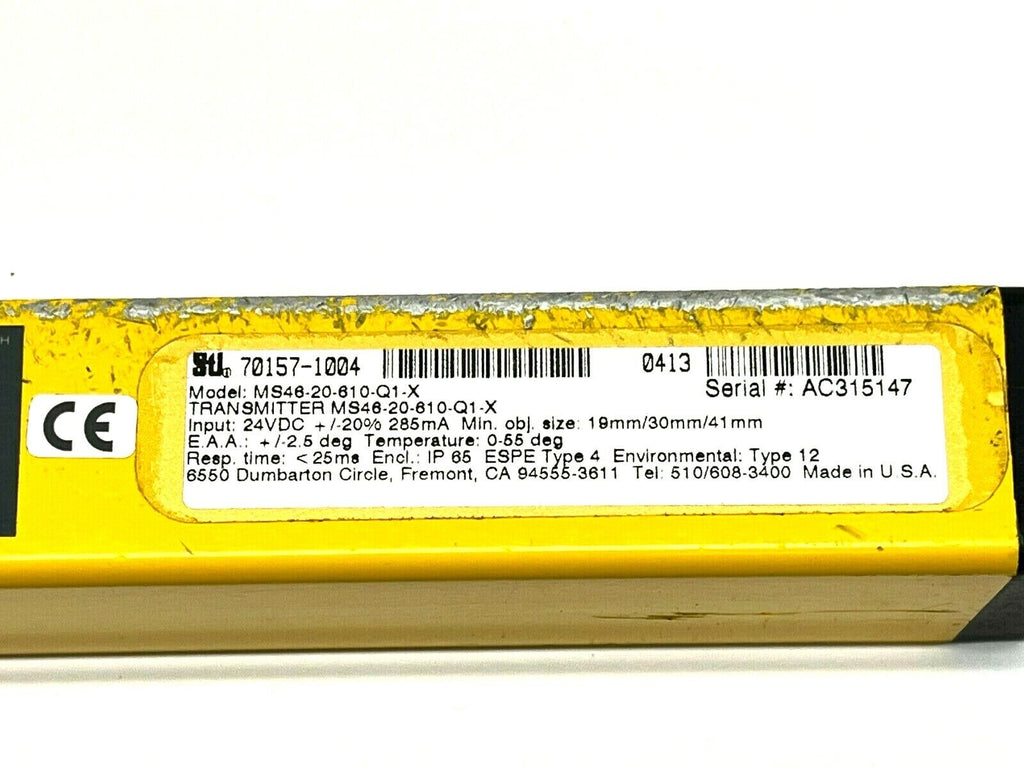 Sti 70157-1004 0413
Serial #: AC315147
Model: MS46-20-610-Q1-X
TRANSMITTER MS46-20-610-Q1-X
Input: 24VDC +/-20% 285mA Min. obj. size: 19mm/30mm/41mm
E.A.A.: +/-2.5 deg Temperature: 0-55 deg
Resp. time: <25ms Encl.: IP 65 ESPE Type 4 Environmental: Type 12
6550 Dumbarton Circle, Fremont, CA 94555-3611 Tel: 510/608-3400 Made in U.S.A.
CE
H